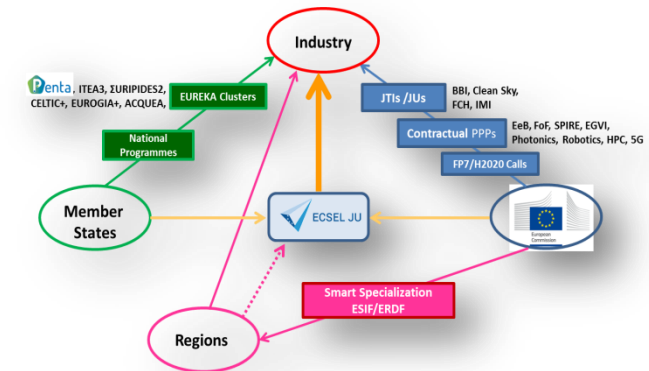 Industry
Penta, ITEA3, ΣURIPIDES2,
CELTIC+, EUROGIA+, ACQUEA,
EUREKA Clusters
National
Programmes
JTIs /JUs
BBI, Clean Sky,
FCH, IMI
Contractual PPPs
EeB, FoF, SPIRE, EGVI,
Photonics, Robotics, HPC, 5G
FP7/H2020 Calls
Member
States
ECSEL JU
European
Commission
Smart Specialization
ESIF/ERDF
Regions